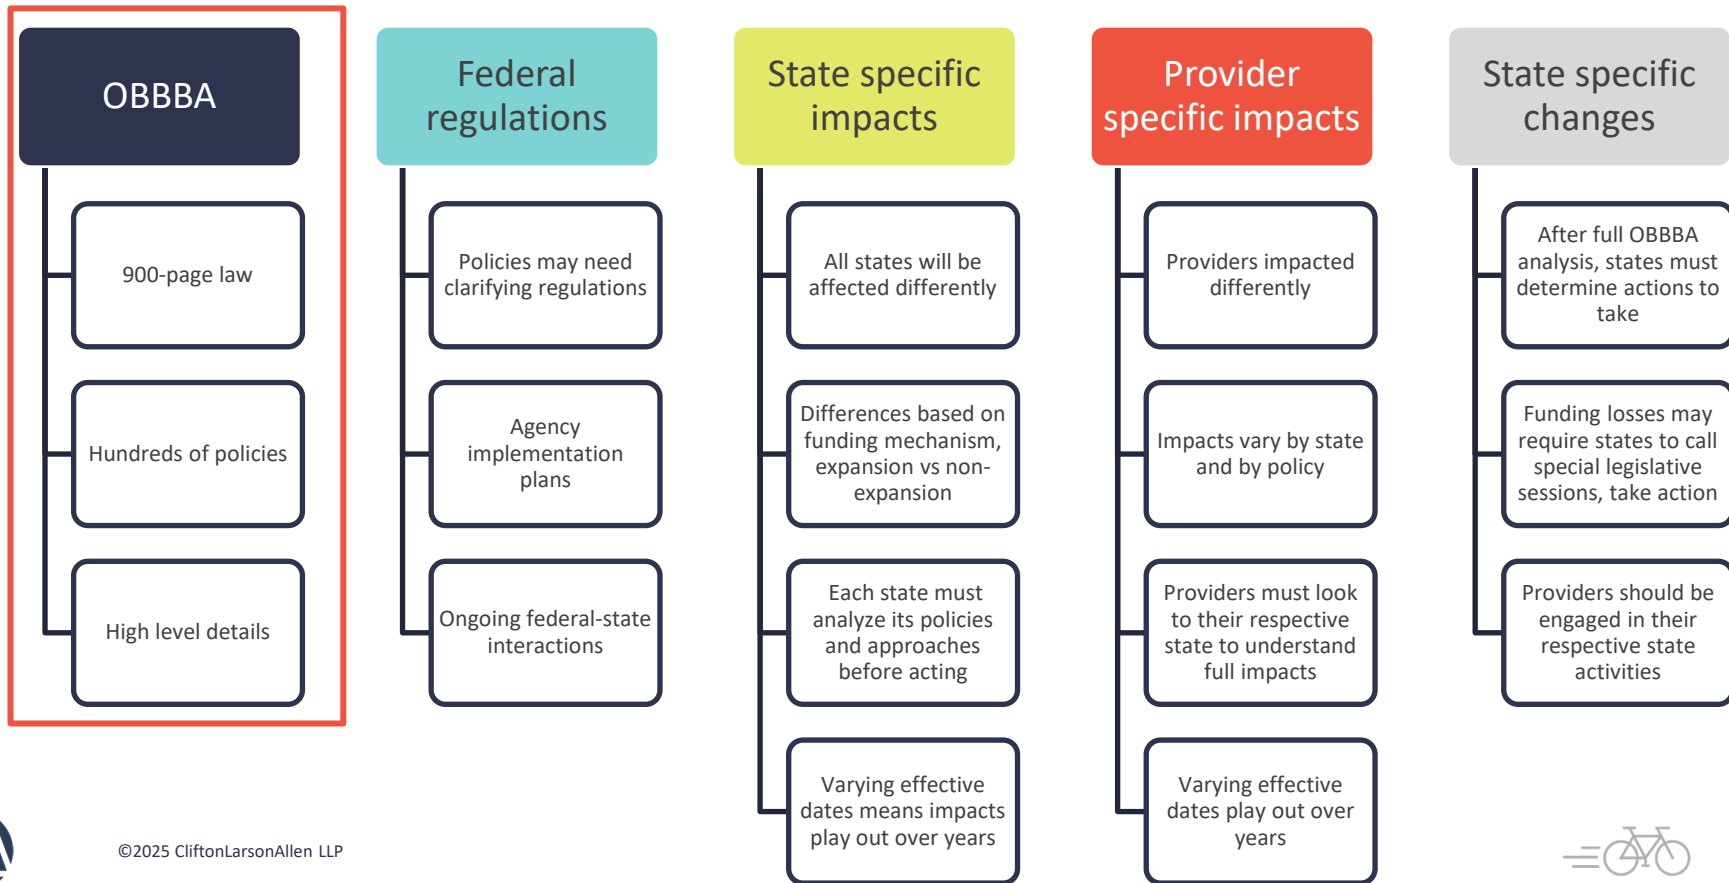 OBBBA
900-page law
Hundreds of policies
High level details
Federal
regulations
Policies may need
clarifying regulations
Agency
implementation
plans
Ongoing federal-state
interactions
State specific
impacts
All states will be
affected differently
Differences based on
funding mechanism,
expansion vs non-
expansion
Each state must
analyze its policies
and approaches
before acting
Varying effective
dates means impacts
play out over years
Provider
specific impacts
Providers impacted
differently
Impacts vary by state
and by policy
Providers must look
to their respective
state to understand
full impacts
Varying effective
dates play out over
years
State specific
changes
After full OBBBA
analysis, states must
determine actions to
take
Funding losses may
require states to call
special legislative
sessions, take action
Providers should be
engaged in their
respective state
activities
©2025 CliftonLarsonAllen LLP